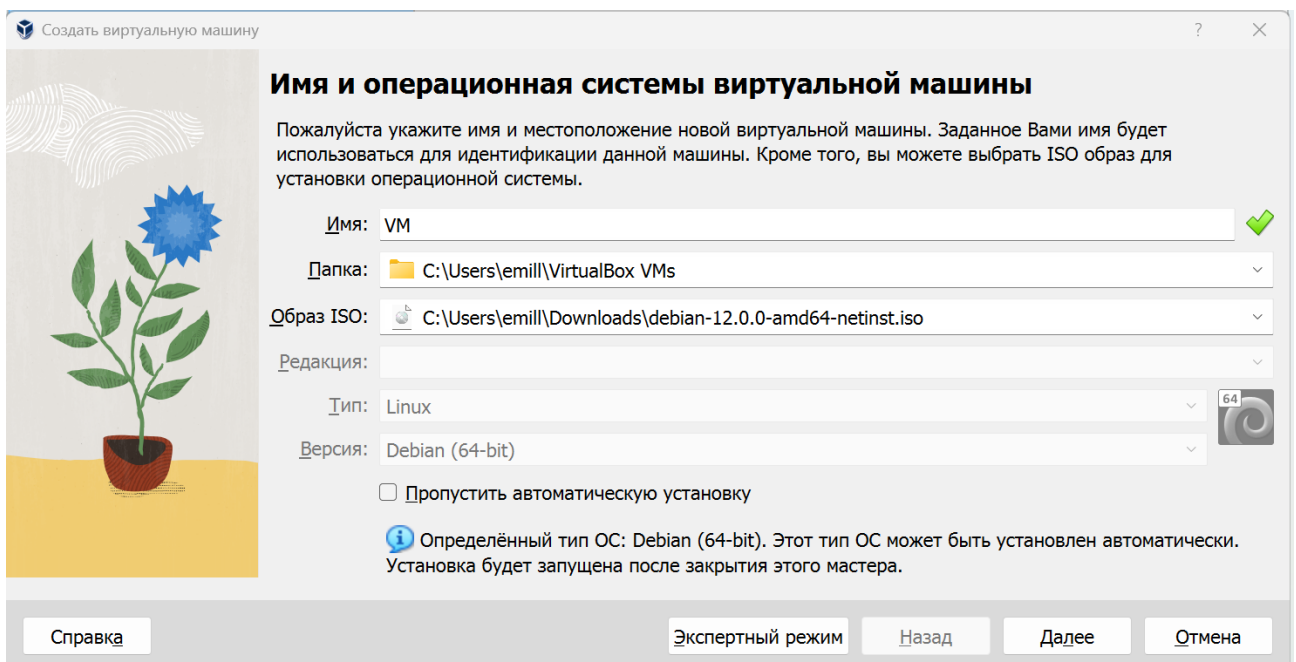 Создать виртуальную машину
?
Имя и операционная системы виртуальной машины
Пожалуйста укажите имя и местоположение новой виртуальной машины. Заданное Вами имя будет
использоваться для идентификации данной машины. Кроме того, вы можете выбрать ISO образ для
установки операционной системы.
Имя: VM
Папка: C:\Users\emill\VirtualBox VMs
Образ ISO: C:\Users\emill\Downloads\debian-12.0.0-amd64-netinst.iso
Редакция:
Тип: Linux
64
Версия: Debian (64-bit)
Пропустить автоматическую установку
Определённый тип ОС: Debian (64-bit). Этот тип ОС может быть установлен автоматически.
Установка будет запущена после закрытия этого мастера.
Справка Экспертный режим Назад Далее Отмена